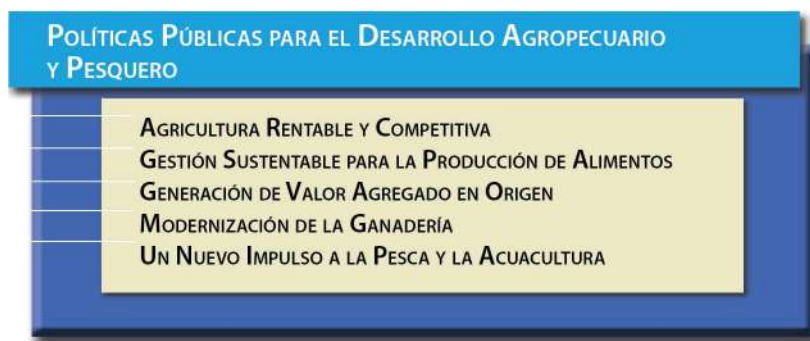 Políticas Públicas para el Desarrollo Agropecuario
y Pesquero
Agricultura Rentable y Competitiva
Gestión Sustentable para la Producción de Alimentos
Generación de Valor Agregado en Origen
Modernización de la Ganadería
Un Nuevo Impulso a la Pesca y la Acuacultura